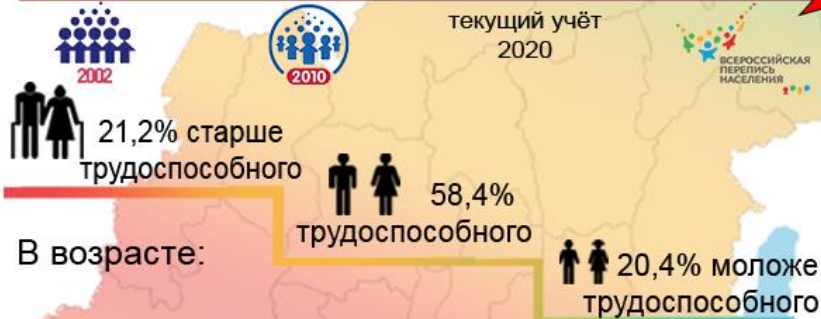 2002
2010
текущий учёт
2020
ВСЕРОССИЙСКАЯ
ПЕРЕПИСЬ
НАСЕЛЕНИЯ
21,2% старше
трудоспособного
58,4%
трудоспособного
В возрасте:
20,4% моложе
трудоспособного